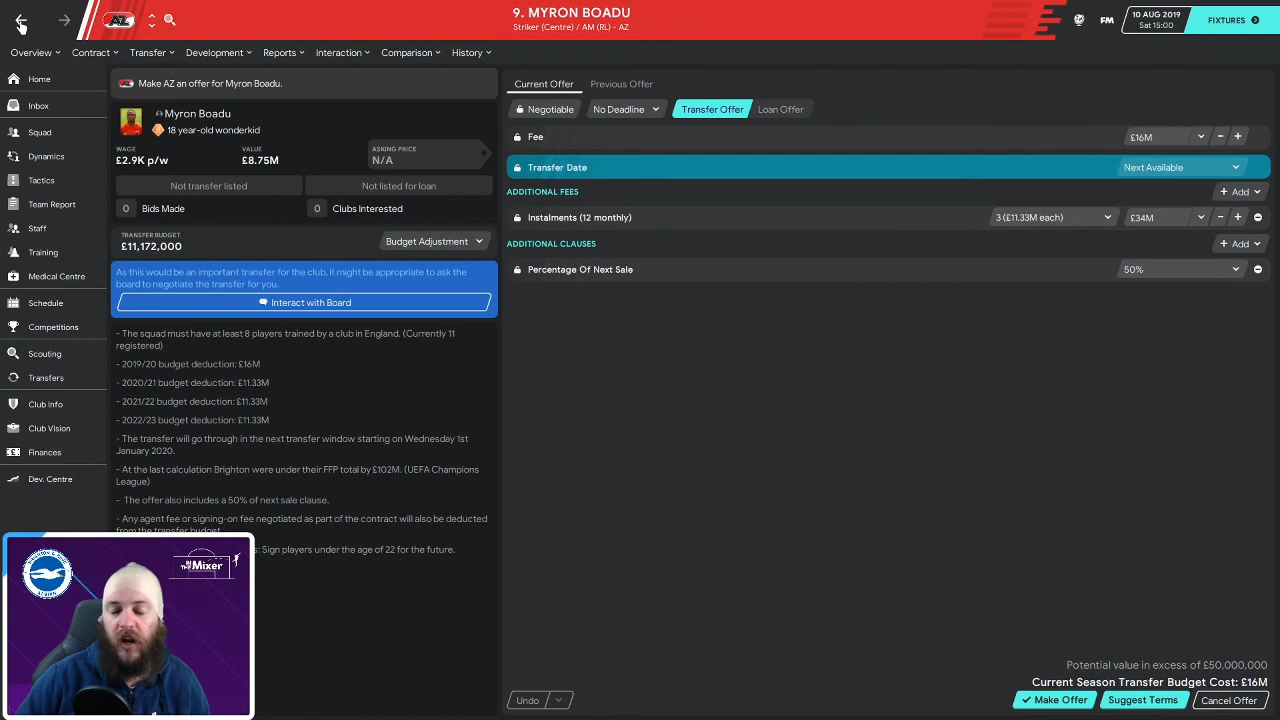 AZ
9. MYRON BOADU
Striker (Centre) / AM (RL) - AZ
FM
10 AUG 2019
Sat 15:00
FIXTURES
Overview
Contract
Transfer
Development
Reports
Interaction
Comparison
History
Home
Inbox
Squad
Dynamics
Tactics
Team Report
Staff
Training
Medical Centre
Schedule
Competitions
Scouting
Transfers
Club Info
Club Vision
Finances
Dev. Centre
Make AZ an offer for Myron Boadu.
Myron Boadu
18 year-old wonderkid
WAGE
£2.9K p/w
VALUE
£8.75M
ASKING PRICE
N/A
Not transfer listed
Not listed for loan
0 Bids Made
0 Clubs Interested
TRANSFER BUDGET
£11,172,000
Budget Adjustment
As this would be an important transfer for the club, it might be appropriate to ask the
board to negotiate the transfer for you.
Interact with Board
- The squad must have at least 8 players trained by a club in England. (Currently 11
registered)
- 2019/20 budget deduction: £16M
- 2020/21 budget deduction: £11.33M
- 2021/22 budget deduction: £11.33M
- 2022/23 budget deduction: £11.33M
- The transfer will go through in the next transfer window starting on Wednesday 1st
January 2020.
- At the last calculation Brighton were under their FFP total by £102M. (UEFA Champions
League)
- The offer also includes a 50% of next sale clause.
- Any agent fee or signing-on fee negotiated as part of the contract will also be deducted
from the transfer budget.
s: Sign players under the age of 22 for the future.
Current Offer
Previous Offer
Negotiable
No Deadline
Transfer Offer
Loan Offer
Fee £16M
Transfer Date Next Available
ADDITIONAL FEES + Add
Instalments (12 monthly) 3 (£11.33M each) £34M
ADDITIONAL CLAUSES + Add
Percentage Of Next Sale 50%
Potential value in excess of £50,000,000
Current Season Transfer Budget Cost: £16M
Undo
Make Offer
Suggest Terms
Cancel Offer
IN THE
Mixer